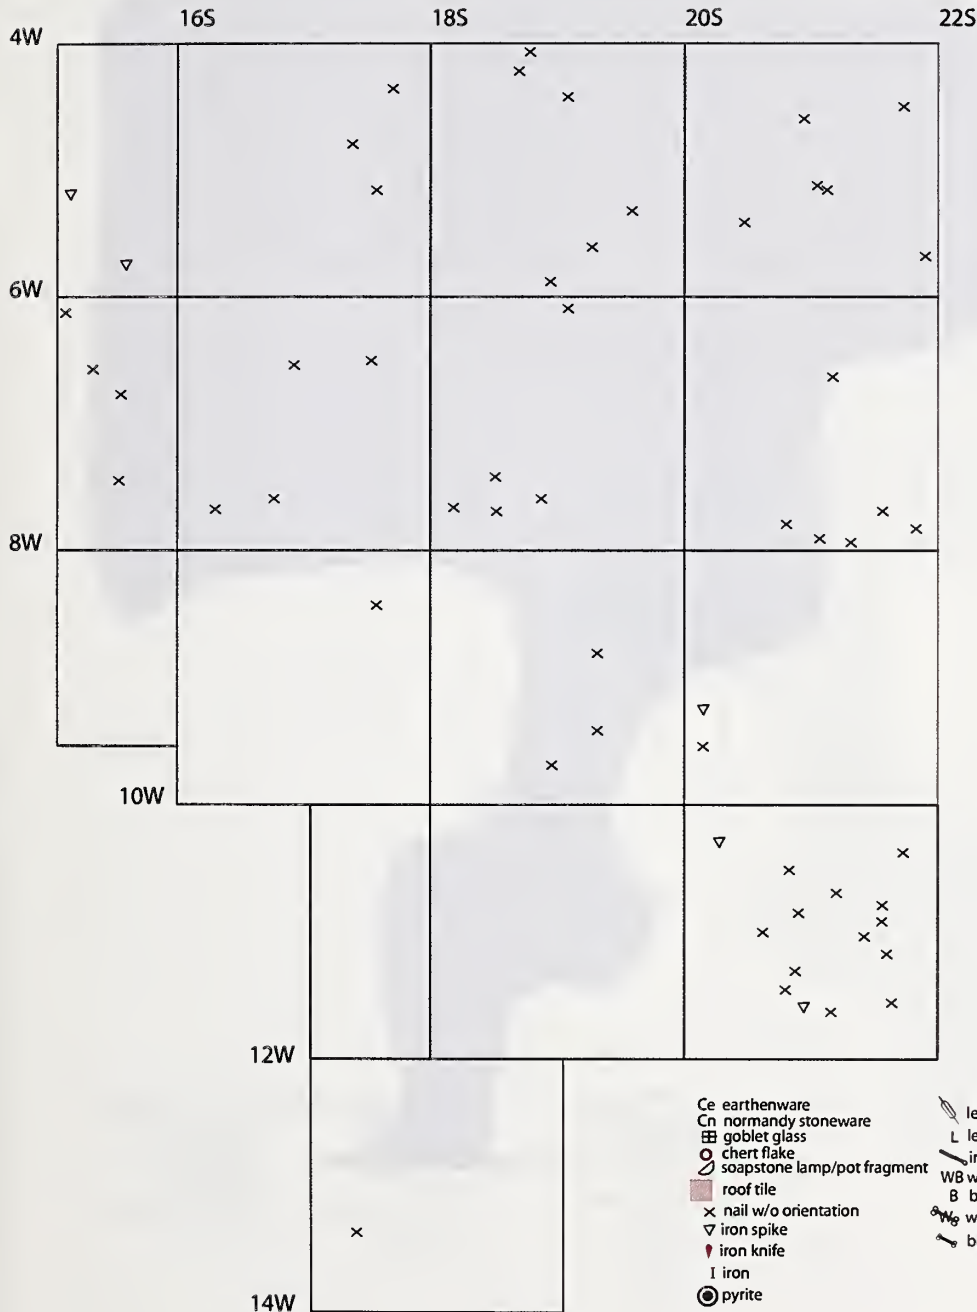 16S 18S 20S 22S
4W
6W
8W
10W
12W
14W
Ce earthenware
Cn normandy stoneware
goblet glass
chert flake
soapstone lamp/pot fragment
roof tile
nail w/o orientation
iron spike
iron knife
I iron
pyrite
L
WB
B